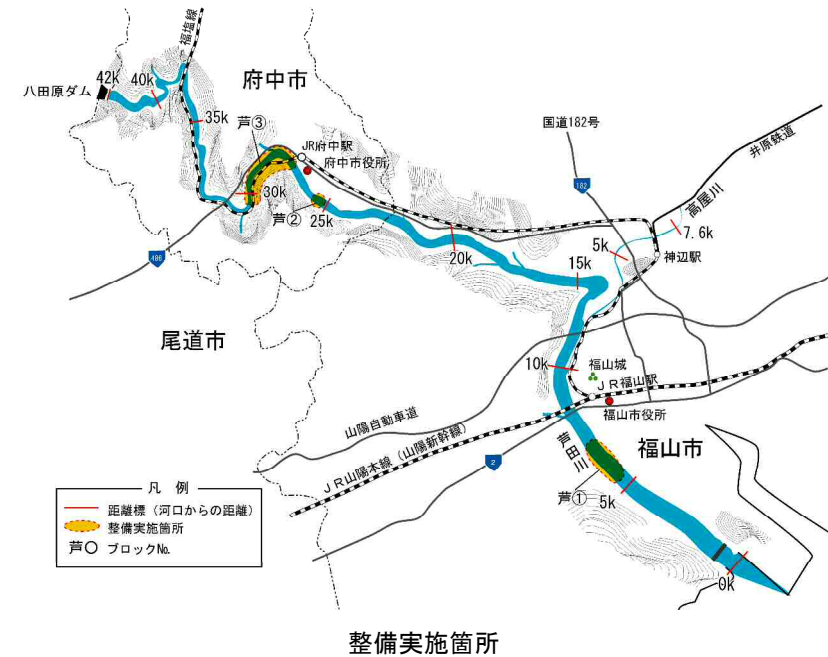 福塩線
42k
40k
八田原ダム
府中市
35k
芦③
JR府中駅
府中市役所
国道182号
井原鉄道
182
高屋川
30k
7.6k
芦②
25k
5k
神辺駅
486
20k
15k
尾道市
10k
福山城
JR福山駅
福山市役所
山陽自動車道
JR山陽本線(山陽新幹線)
芦田川
福山市
2
芦①
5k
0k
凡 例
距離標(河口からの距離)
整備実施箇所
芦〇 ブロック№
整備実施箇所